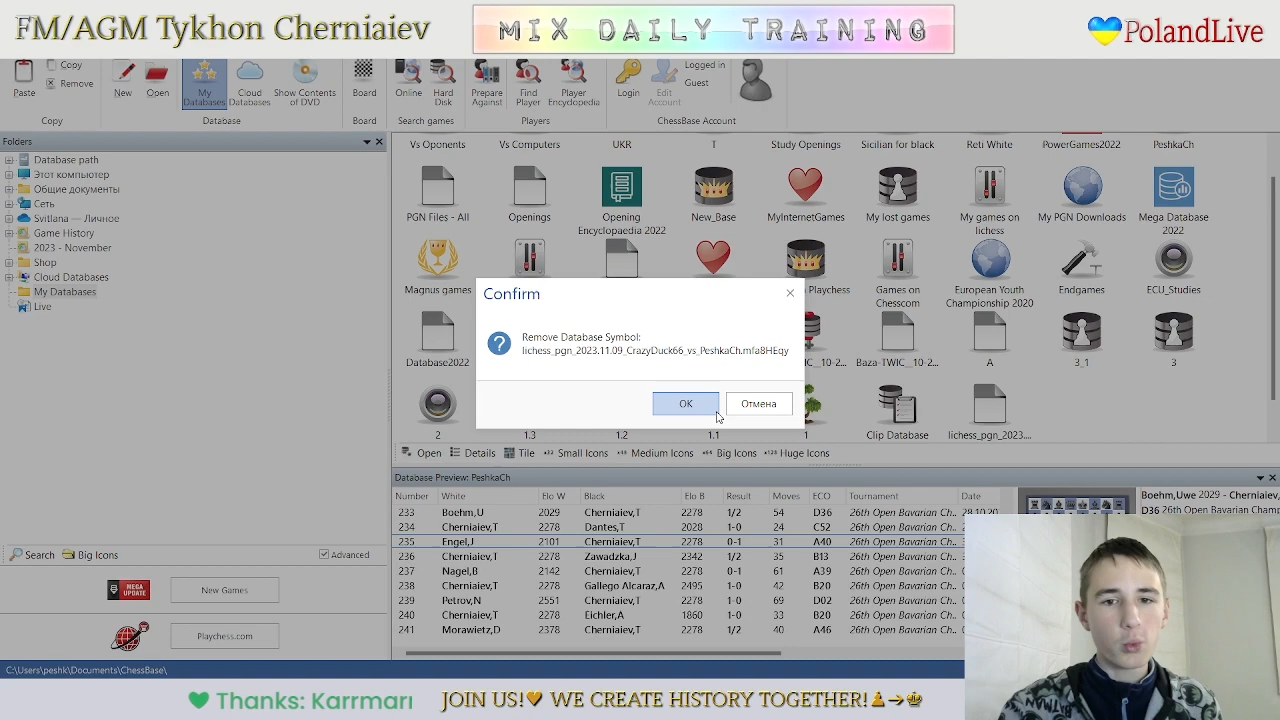 FM/AGM Tykhon Cherniaiev
MIX DAILY TRAINING
PolandLive
Paste
Copy
Remove
New
Open
My Databases
Cloud Databases
Show Contents of DVD
Board
Online
Hard Disk
Prepare Against
Find Player
Player Encyclopedia
Login
Edit Account
Logged in
Guest
Copy
Database
Board
Search games
Players
ChessBase Account
Folders
Database path
Этот компьютер
Общие документы
Сеть
Svitlana — Личное
Game History
2023 - November
Shop
Cloud Databases
My Databases
Live
Search
Big Icons
Advanced
MEGA UPDATE
New Games
Playchess.com
Vs Oponents
Vs Computers
UKR
T
Study Openings
Sicilian for black
Reti White
PowerGames2022
PeshkaCh
PGN Files - All
Openings
Opening Encyclopaedia 2022
New_Base
MyInternetGames
My lost games
My games on lichess
My PGN Downloads
Mega Database 2022
Magnus games
Playchess
Games on Chesscom
European Youth Championship 2020
Endgames
ECU_Studies
Database2022
10-2...
Baza-TWIC__10-2...
A
3_1
3
2
1.3
1.2
1.1
1
Clip Database
lichess_pgn_2023....
Confirm
Remove Database Symbol:
lichess_pgn_2023.11.09_CrazyDuck66_vs_PeshkaCh.mfa8HEqy
OK
Отмена
Open
Details
Tile
Small Icons
Medium Icons
Big Icons
Huge Icons
Database Preview: PeshkaCh
Number White Elo W Black Elo B Result Moves ECO Tournament Date
233 Boehm,U 2029 Cherniaiev,T 2278 1/2 54 D36 26th Open Bavarian Ch.. 28.10.20
234 Cherniaiev,T 2278 Dantes,T 2028 1-0 24 C52 26th Open Bavarian Ch..
235 Engel,J 2101 Cherniaiev,T 2278 0-1 31 A40 26th Open Bavarian Ch..
236 Cherniaiev,T 2278 Zawadzka,J 2342 1/2 35 B13 26th Open Bavarian Ch..
237 Nagel,B 2142 Cherniaiev,T 2278 0-1 61 A39 26th Open Bavarian Ch..
238 Cherniaiev,T 2278 Gallego Alcaraz,A 2495 1-0 42 B20 26th Open Bavarian Ch..
239 Petrov,N 2551 Cherniaiev,T 2278 1-0 69 D02 26th Open Bavarian Ch..
240 Cherniaiev,T 2278 Eichler,A 1860 1-0 33 B20 26th Open Bavarian Ch..
241 Morawietz,D 2378 Cherniaiev,T 2278 1/2 40 A46 26th Open Bavarian Ch..
Boehm,Uwe 2029 - Cherniaiev,
D36 26th Open Bavarian Champ
C:\Users\peshk\Documents\ChessBase\
Thanks: Karrmarı
JOIN US! WE CREATE HISTORY TOGETHER!